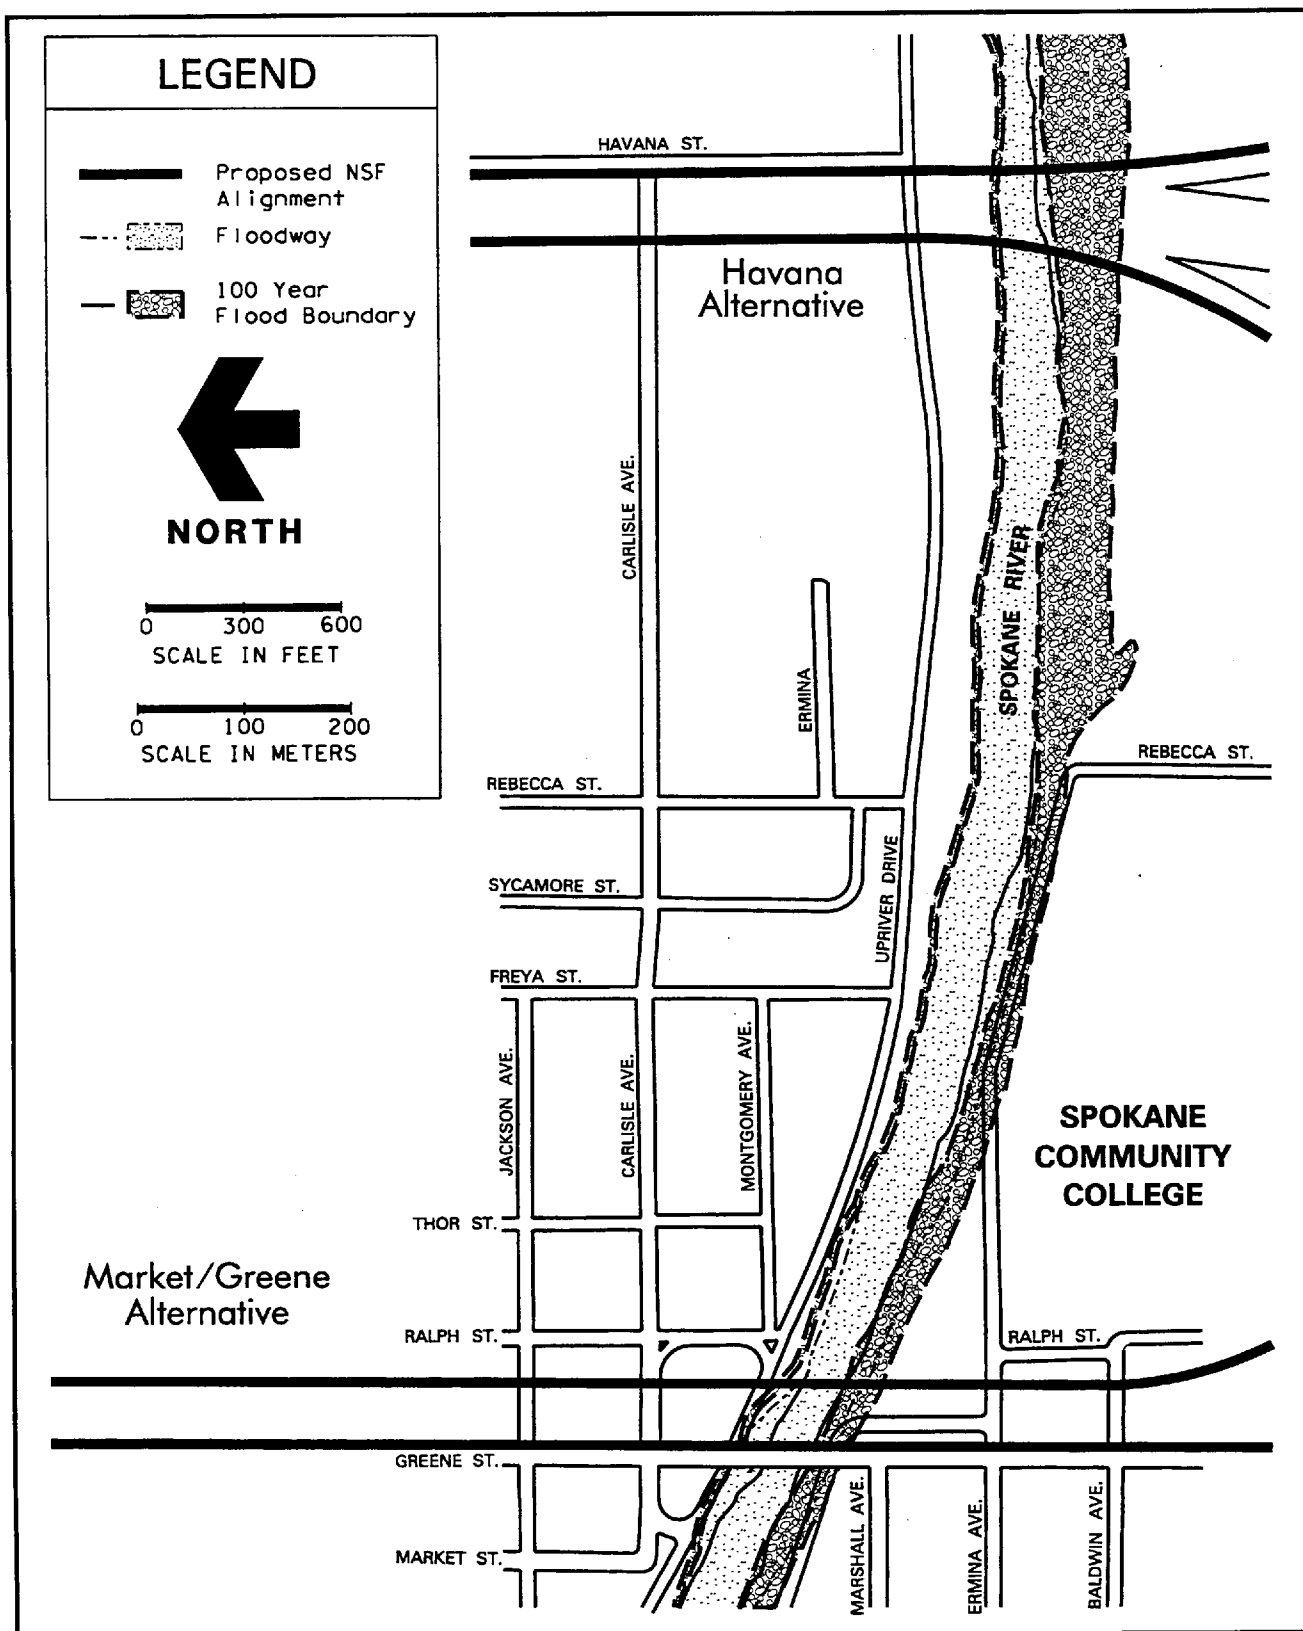 LEGEND
Proposed NSF
Alignment
Floodway
100 Year
Flood Boundary
NORTH
0 300 600
SCALE IN FEET
0 100 200
SCALE IN METERS
HAVANA ST.
Havana
Alternative
CARLISLE AVE.
SPOKANE RIVER
ERMINA
REBECCA ST.
REBECCA ST.
SYCAMORE ST.
UPRIVER DRIVE
FREYA ST.
JACKSON AVE.
CARLISLE AVE.
MONTGOMERY AVE.
SPOKANE
COMMUNITY
COLLEGE
THOR ST.
Market/Greene
Alternative
RALPH ST.
RALPH ST.
GREENE ST.
MARKET ST.
MARSHALL AVE.
ERMINA AVE.
BALDWIN AVE.